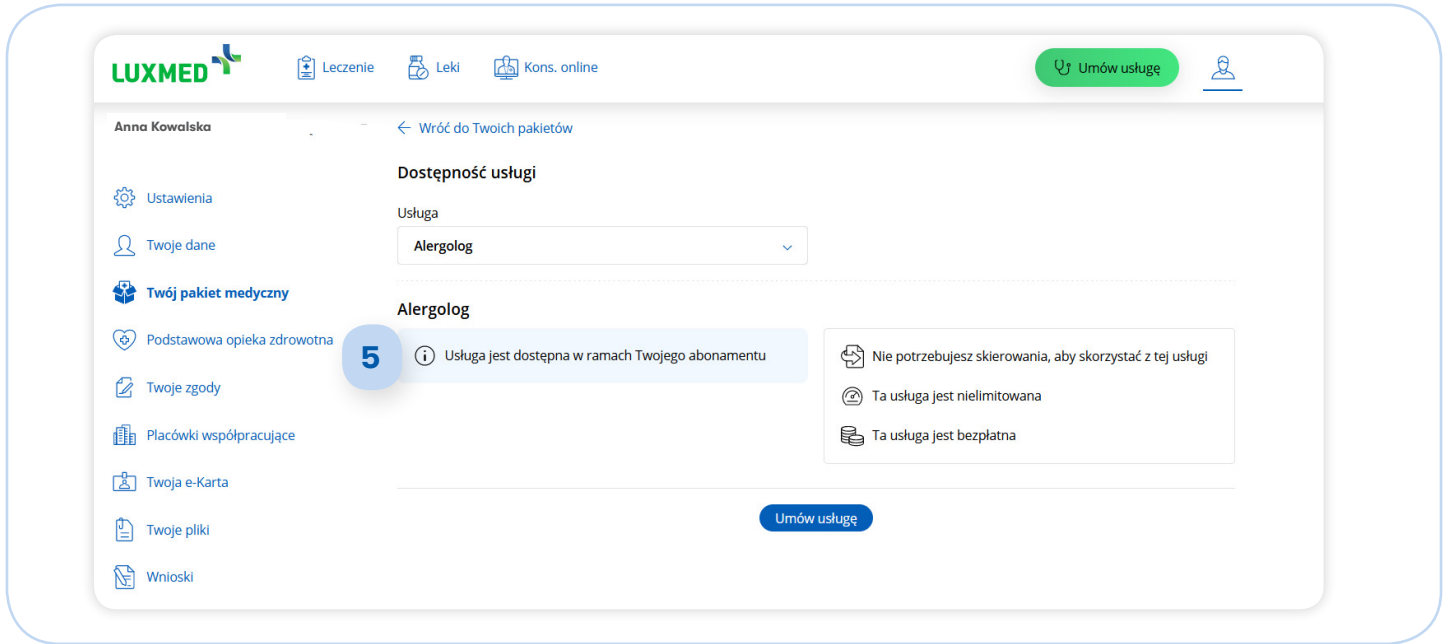 LUXMED
Leczenie
Leki
Kons. online
Umów usługę
Anna Kowalska
Wróć do Twoich pakietów
Dostępność usługi
Ustawienia
Usługa
Twoje dane
Alergolog
Twój pakiet medyczny
Alergolog
Podstawowa opieka zdrowotna
5
Usługa jest dostępna w ramach Twojego abonamentu
Nie potrzebujesz skierowania, aby skorzystać z tej usługi
Twoje zgody
Ta usługa jest nielimitowana
Placówki współpracujące
Ta usługa jest bezpłatna
Twoja e-Karta
Umów usługę
Twoje pliki
Wnioski